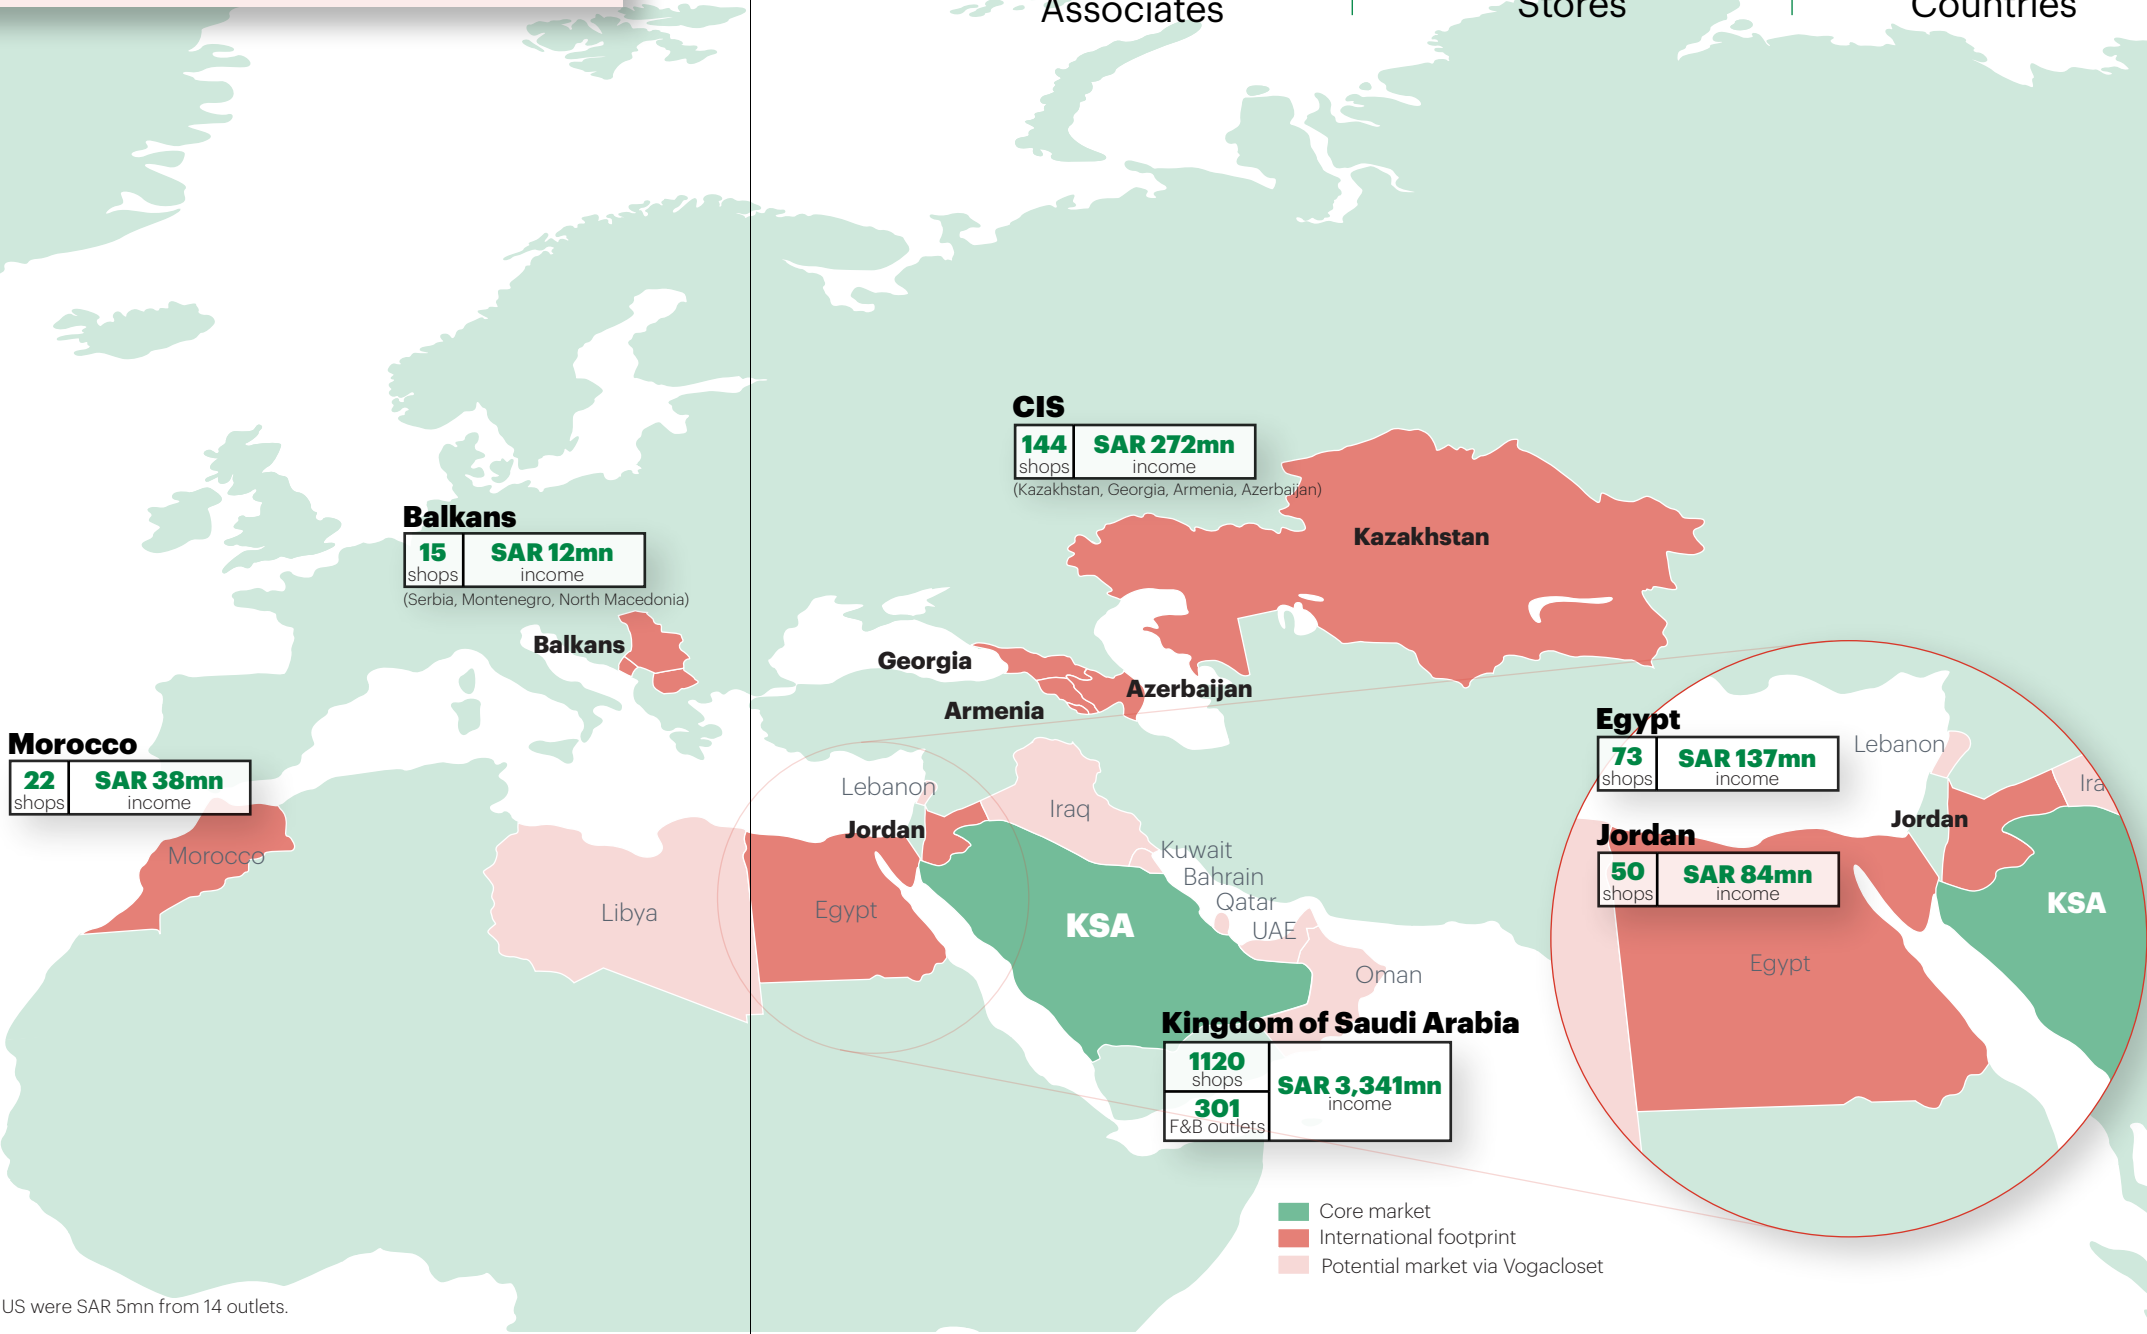 Associates
Stores
Countries
CIS
144
shops
SAR 272mn
income
(Kazakhstan, Georgia, Armenia, Azerbaijan)
Kazakhstan
Balkans
15
shops
SAR 12mn
income
(Serbia, Montenegro, North Macedonia)
Balkans
Georgia
Azerbaijan
Armenia
Morocco
22
shops
SAR 38mn
income
Morocco
Lebanon
Jordan
Iraq
Kuwait
Bahrain
Qatar
UAE
Oman
Libya
Egypt
KSA
Kingdom of Saudi Arabia
1120
shops
301
F&B outlets
SAR 3,341mn
income
Egypt
73
shops
SAR 137mn
income
Lebanon
Ira
Jordan
Jordan
50
shops
SAR 84mn
income
KSA
Egypt
Core market
International footprint
Potential market via Vogacloset
US were SAR 5mn from 14 outlets.